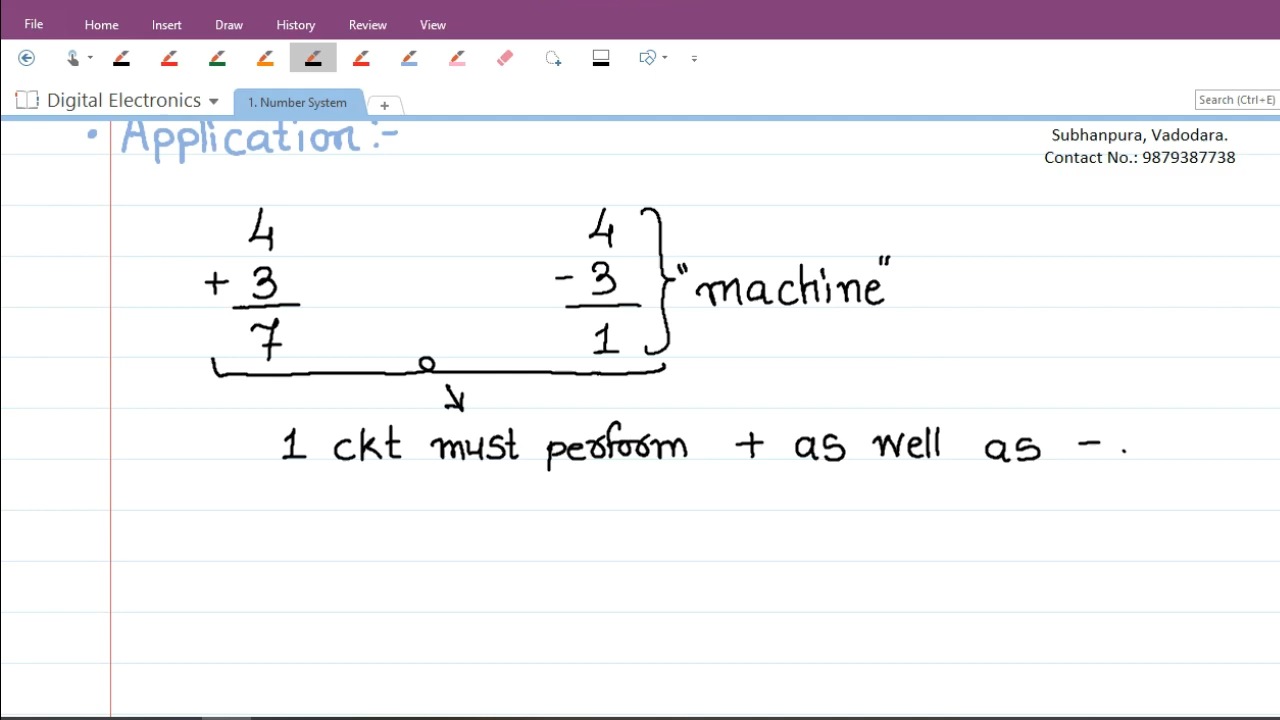 File Home Insert Draw History Review View
Digital Electronics 1. Number System + Search (Ctrl+E)
• Application :-
Subhanpura, Vadodara.
Contact No.: 9879387738
4
+ 3
7
4
- 3
1
"machine"
1 ckt must perform + as well as - .